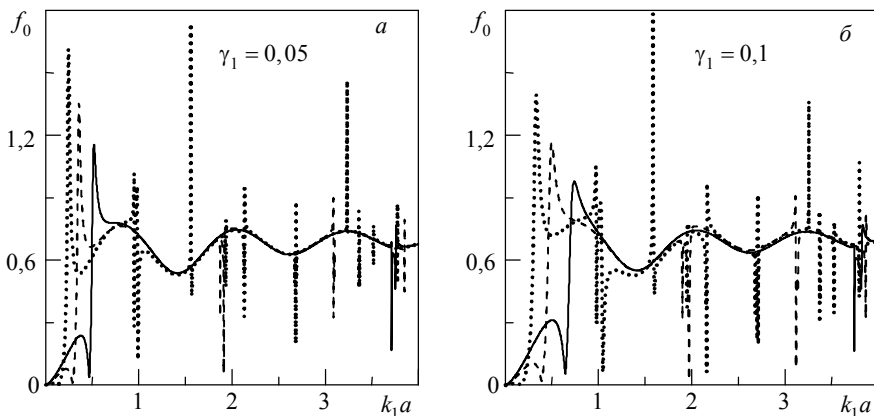 f₀ а
γ₁ = 0,05
1,2
0,6
0
1 2 3 k₁a
f₀ б
γ₁ = 0,1
1,2
0,6
0
1 2 3 k₁a